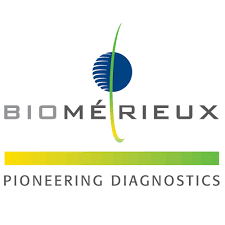 BIOMÉRIEUX
PIONEERING DIAGNOSTICS